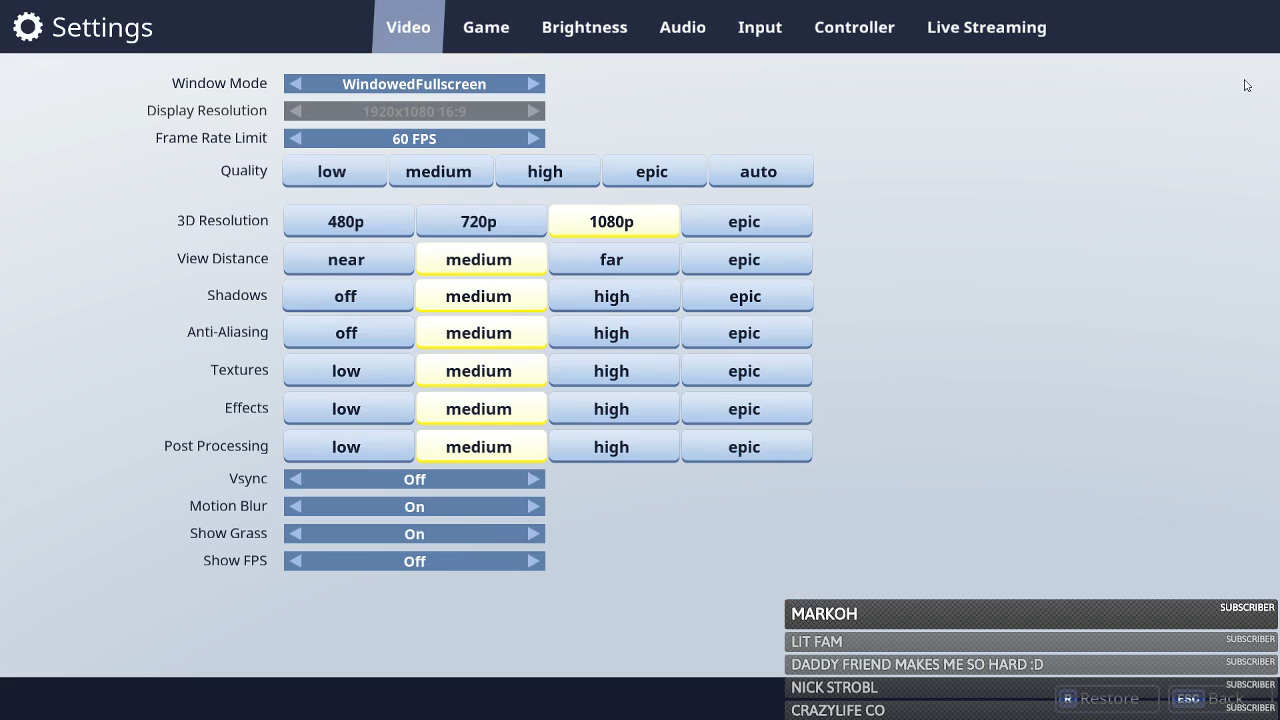 Settings Video Game Brightness Audio Input Controller Live Streaming
Window Mode WindowedFullscreen
Display Resolution 1920x1080 16:9
Frame Rate Limit 60 FPS
Quality low medium high epic auto
3D Resolution 480p 720p 1080p epic
View Distance near medium far epic
Shadows off medium high epic
Anti-Aliasing off medium high epic
Textures low medium high epic
Effects low medium high epic
Post Processing low medium high epic
Vsync Off
Motion Blur On
Show Grass On
Show FPS Off
MARKOH SUBSCRIBER
LIT FAM SUBSCRIBER
DADDY FRIEND MAKES ME SO HARD :D SUBSCRIBER
NICK STROBL SUBSCRIBER
R Restore ESC Back
CRAZYLIFE CO SUBSCRIBER